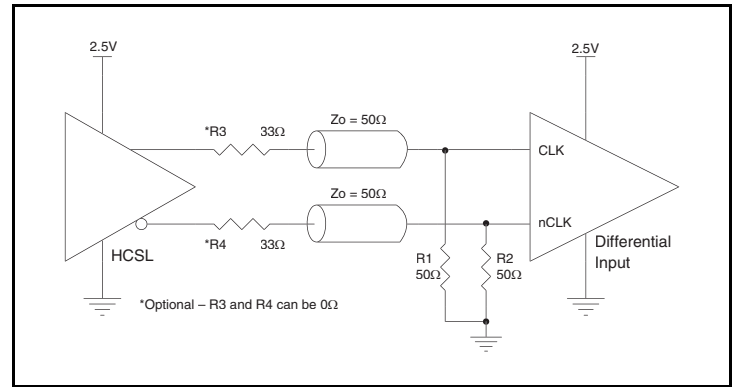 2.5V
2.5V
*R3 33Ω
Zo = 50Ω
CLK
Zo = 50Ω
*R4 33Ω
nCLK
HCSL
R1
50Ω
R2
50Ω
Differential
Input
*Optional – R3 and R4 can be 0Ω